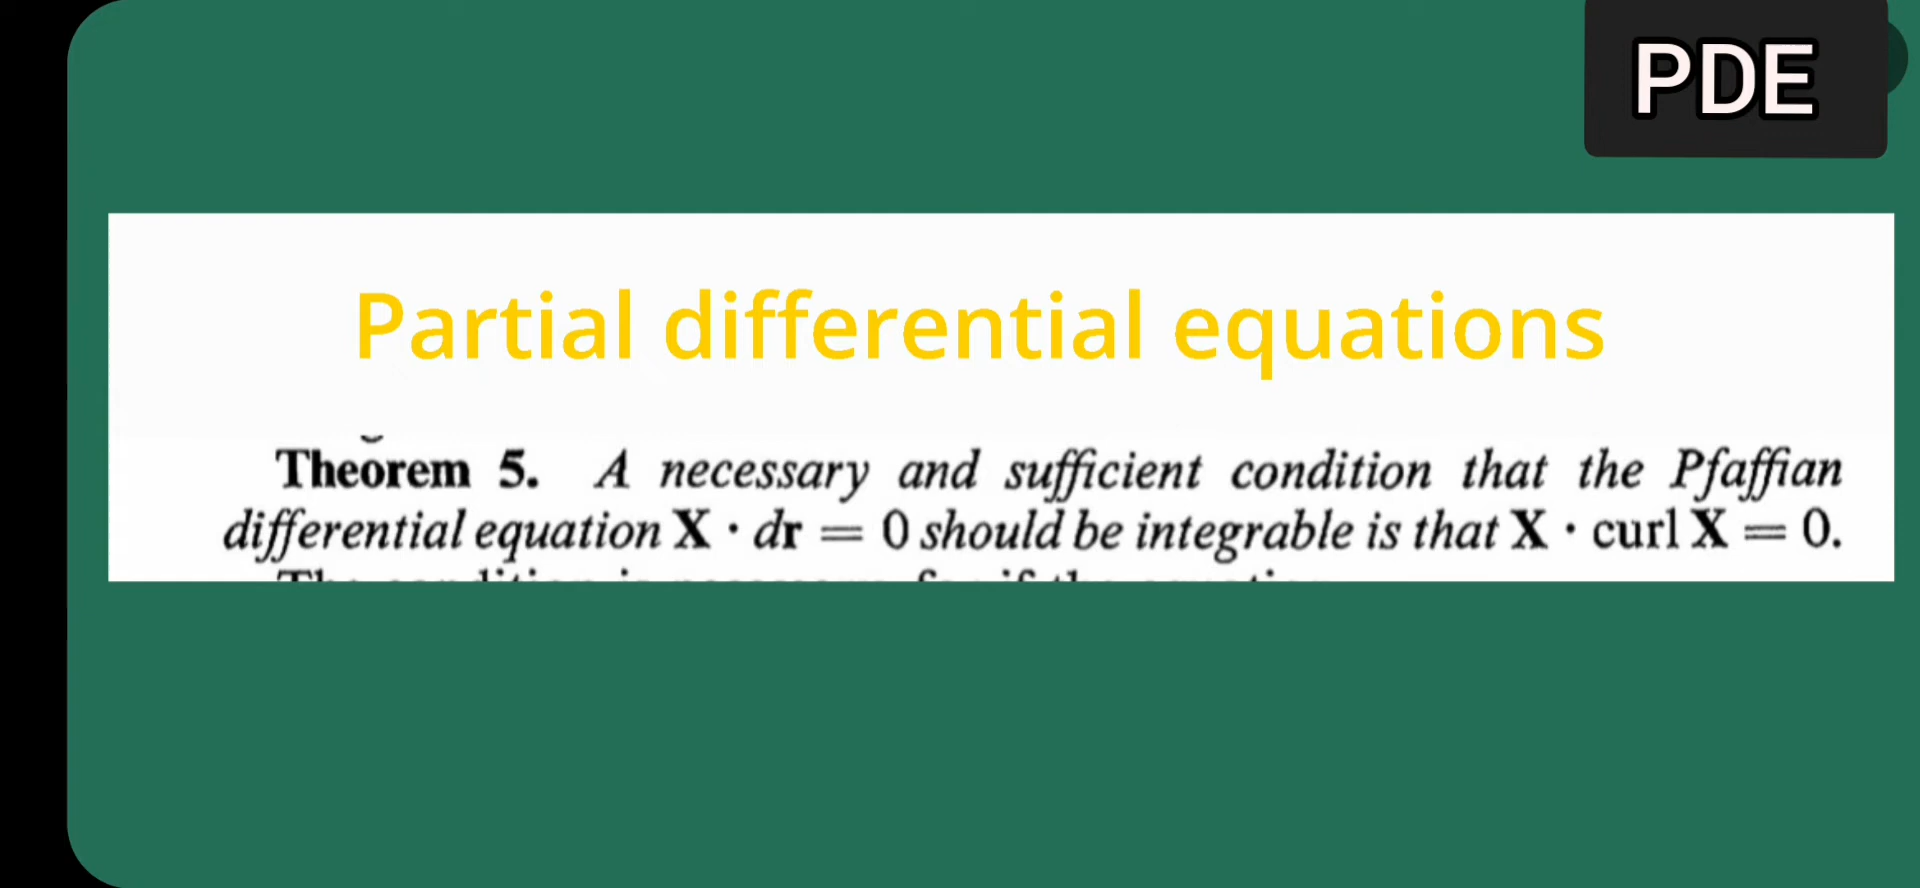 PDE
Partial differential equations
Theorem 5. A necessary and sufficient condition that the Pfaffian
differential equation X · dr = 0 should be integrable is that X · curl X = 0.